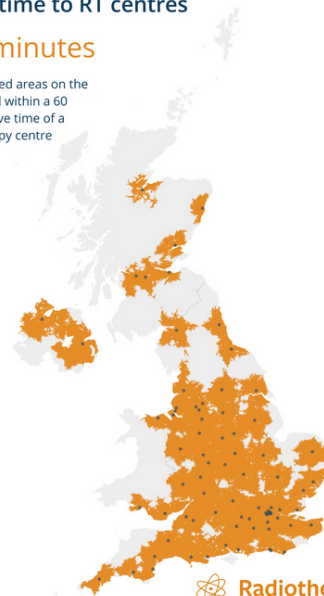 time to RT centres
minutes
ed areas on the
within a 60
ve time of a
py centre
Radiothe